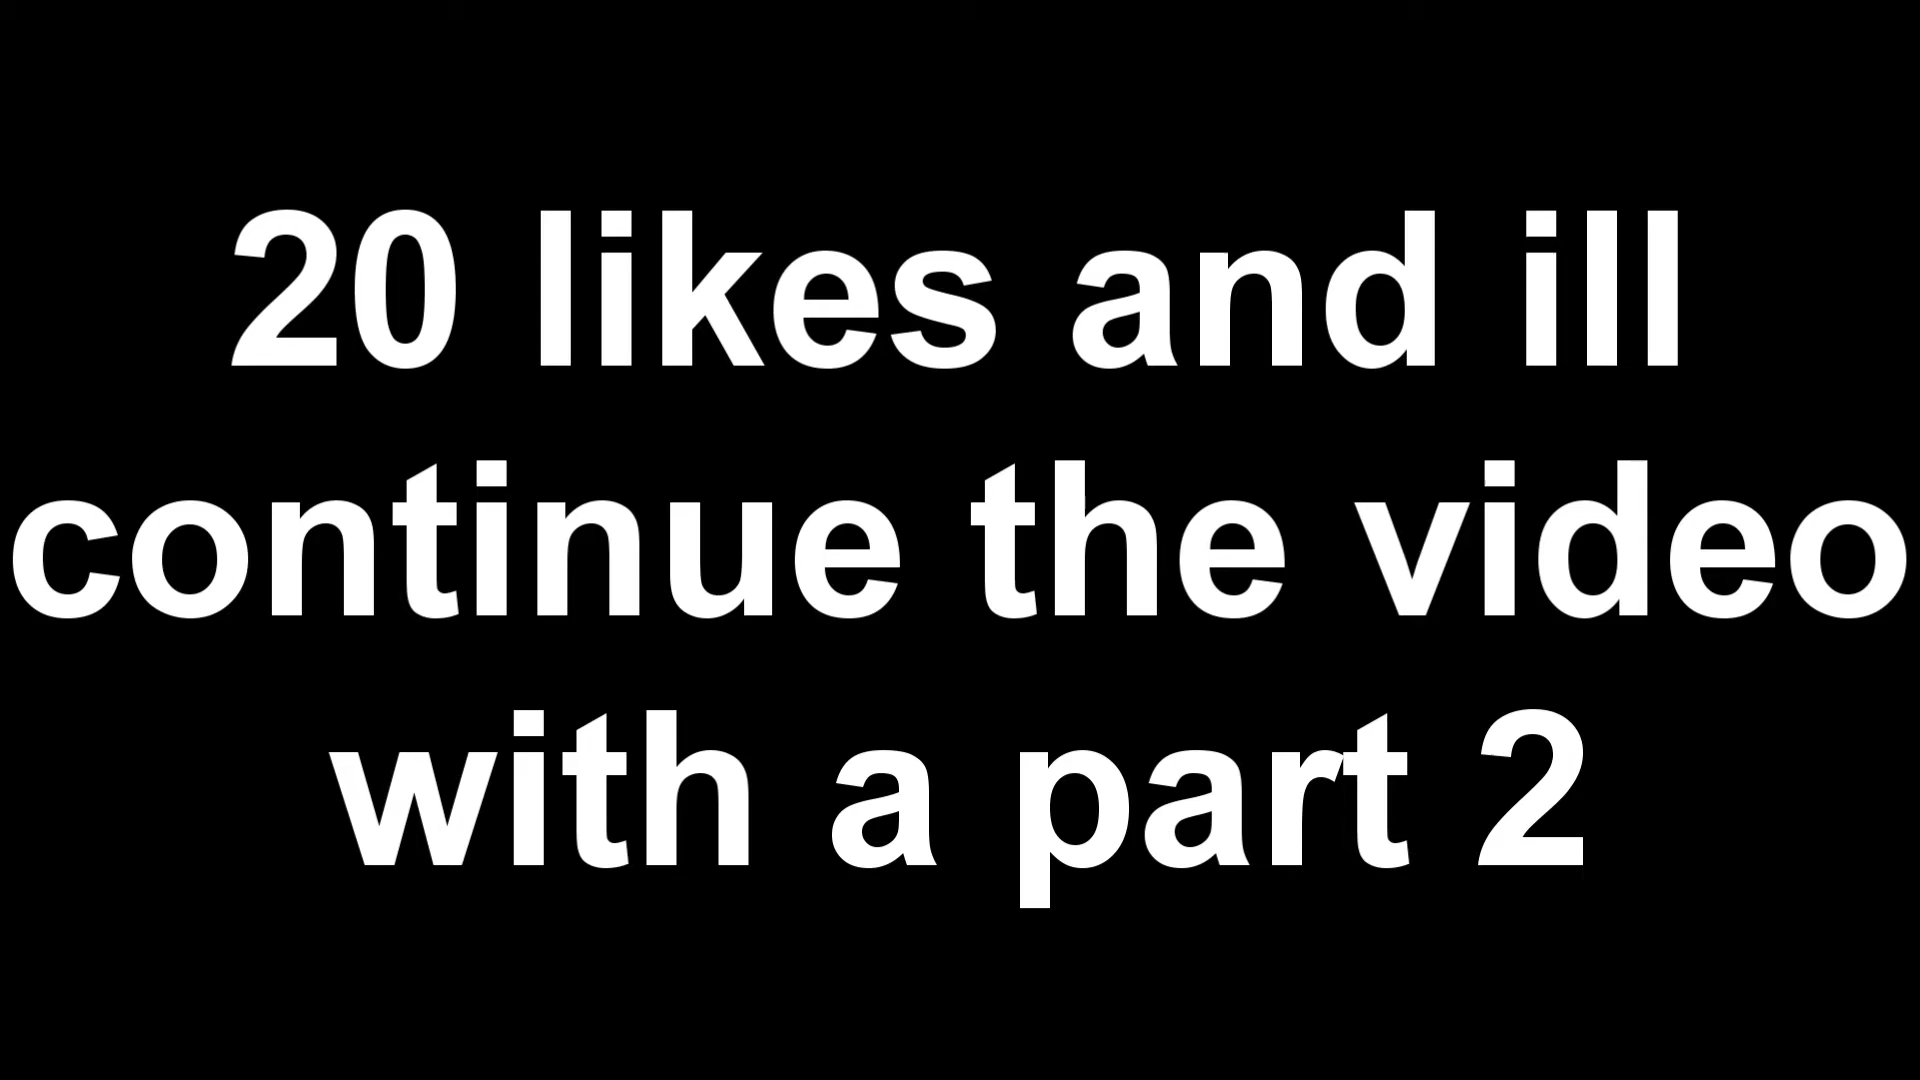 20 likes and ill
continue the video
with a part 2